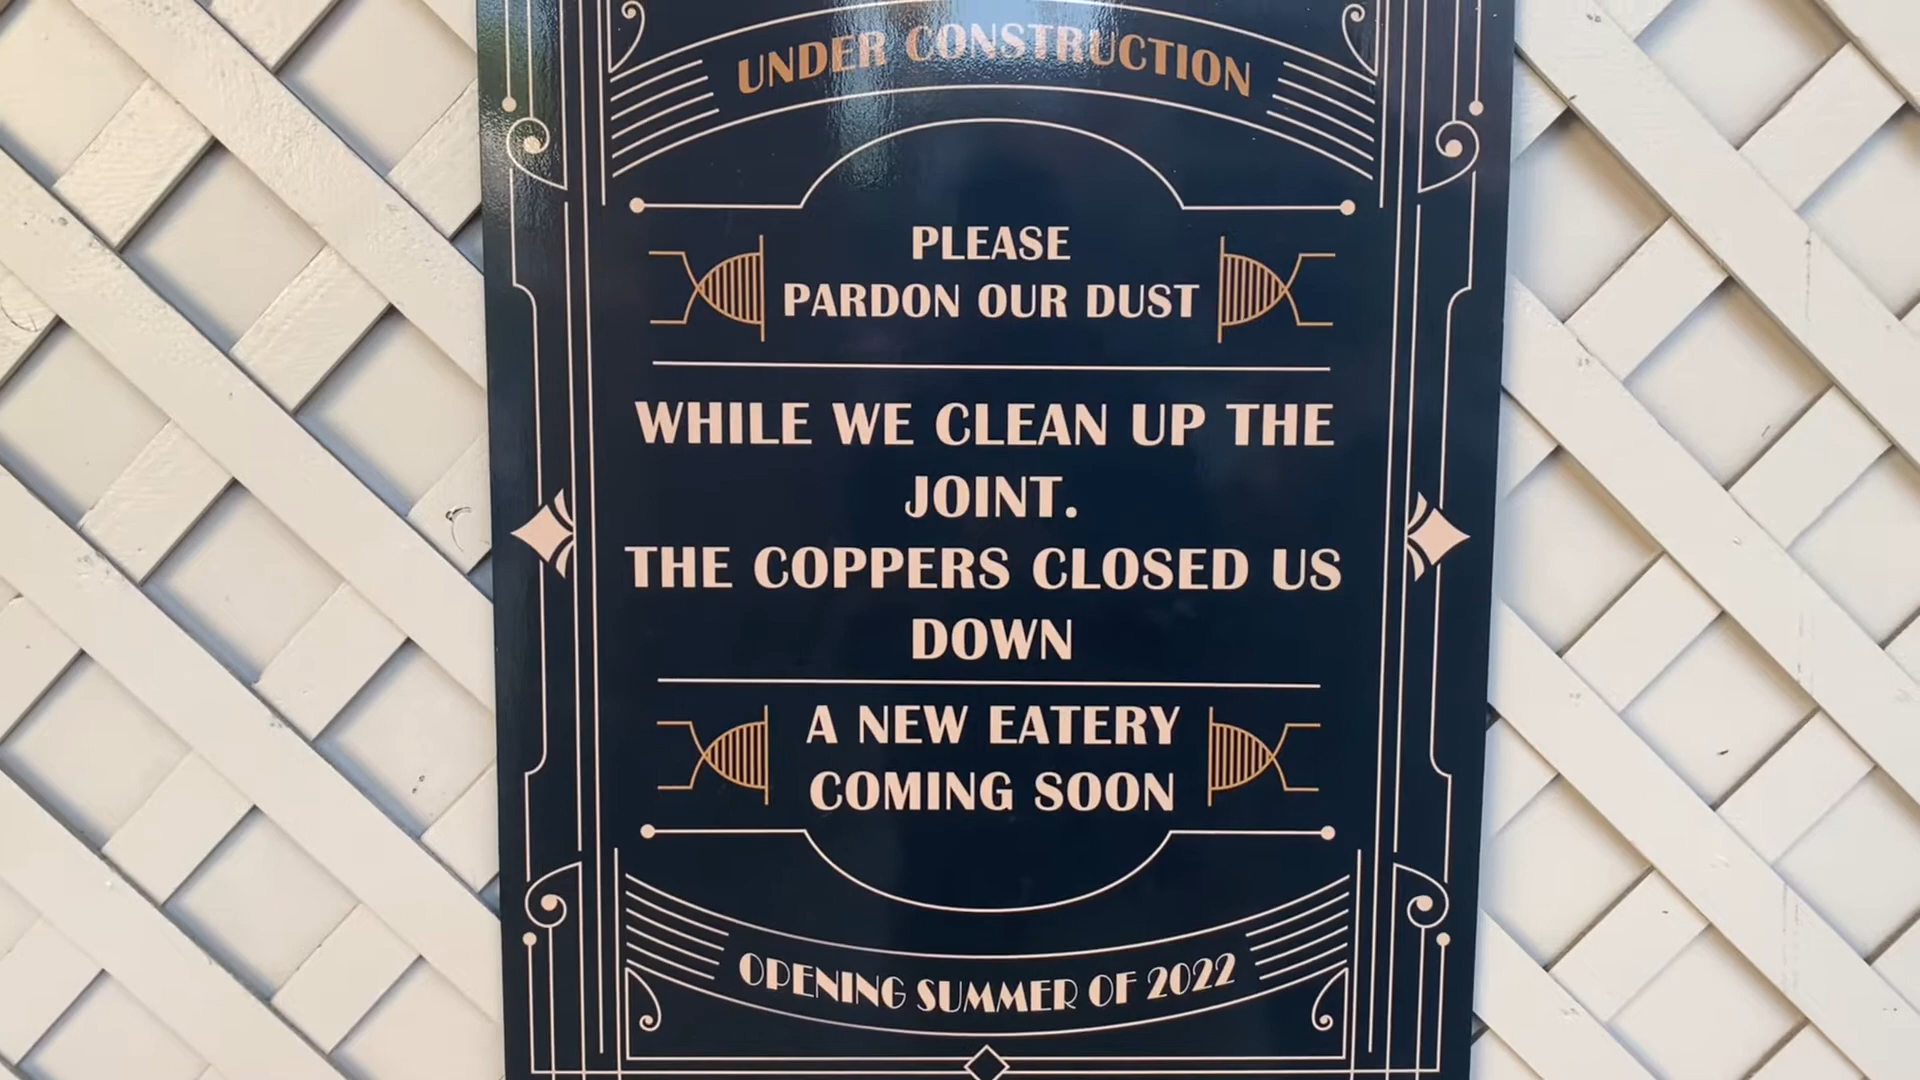 UNDER CONSTRUCTION
PLEASE
PARDON OUR DUST
WHILE WE CLEAN UP THE
JOINT.
THE COPPERS CLOSED US
DOWN
A NEW EATERY
COMING SOON
OPENING SUMMER OF 2022